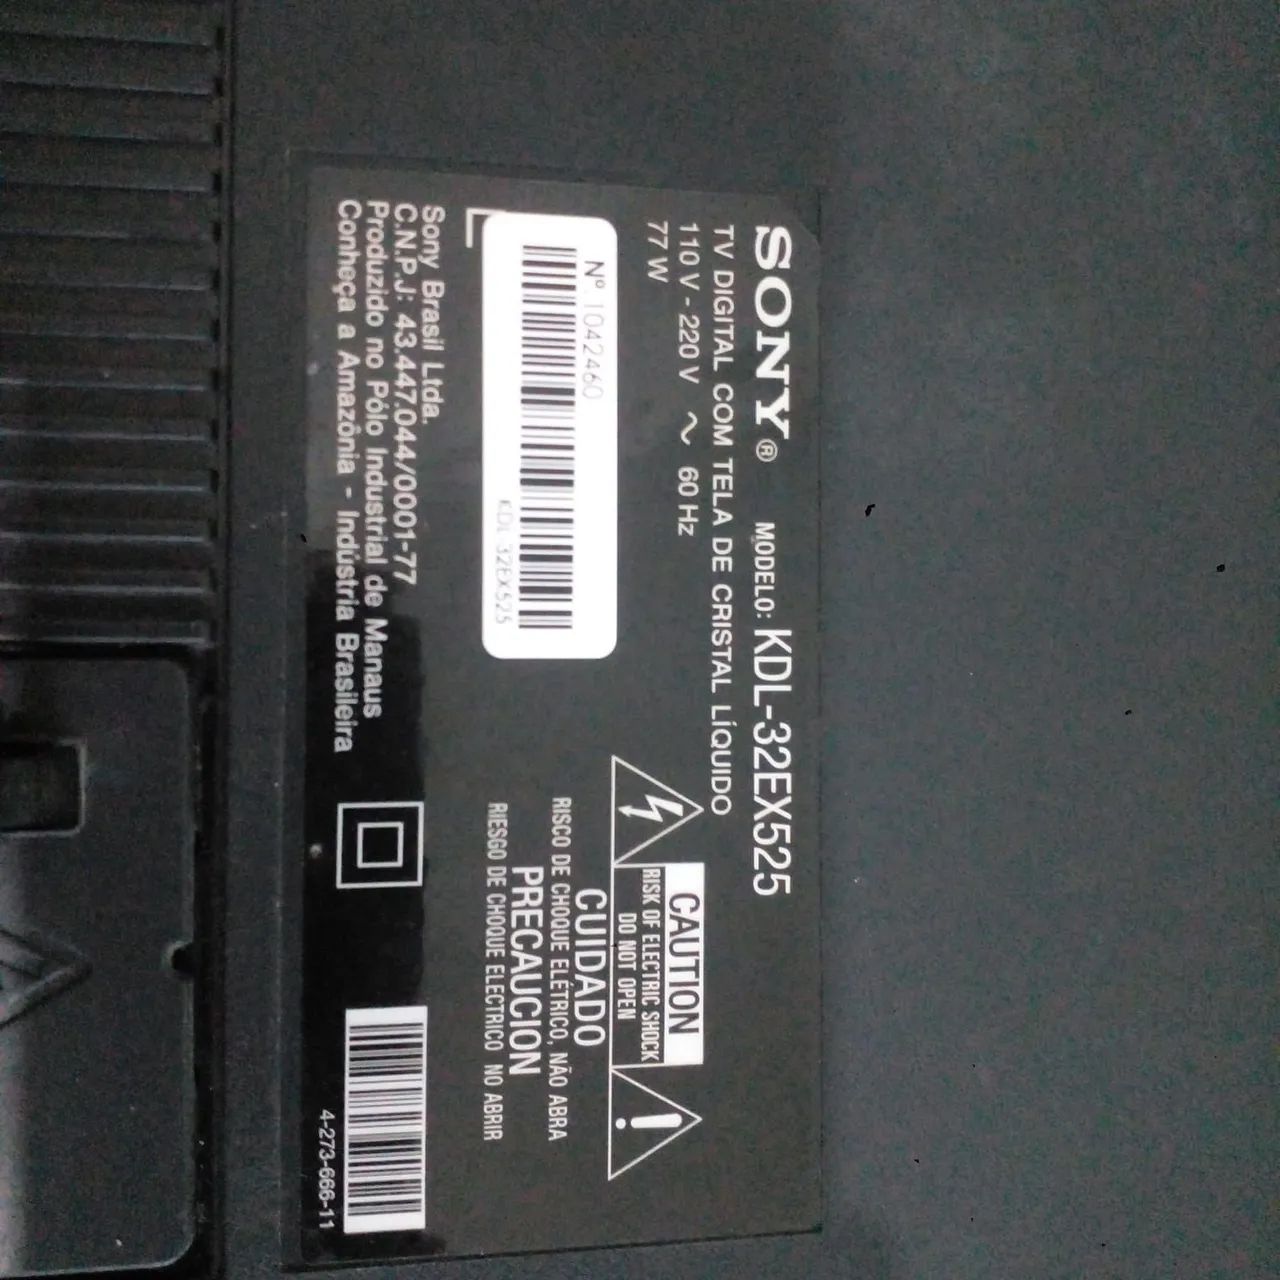 SONY® MODELO: KDL-32EX525
TV DIGITAL COM TELA DE CRISTAL LÍQUIDO
110 V - 220 V ~ 60 Hz
77 W
Nº 1042460
KDL-32EX525
CAUTION
RISK OF ELECTRIC SHOCK
DO NOT OPEN
CUIDADO
RISCO DE CHOQUE ELÉTRICO, NÃO ABRA
PRECAUCIÓN
RIESGO DE CHOQUE ELECTRICO NO ABRIR
Sony Brasil Ltda.
C.N.P.J: 43.447.044/0001-77
Produzido no Pólo Industrial de Manaus
Conheça a Amazônia - Indústria Brasileira
4-273-666-11